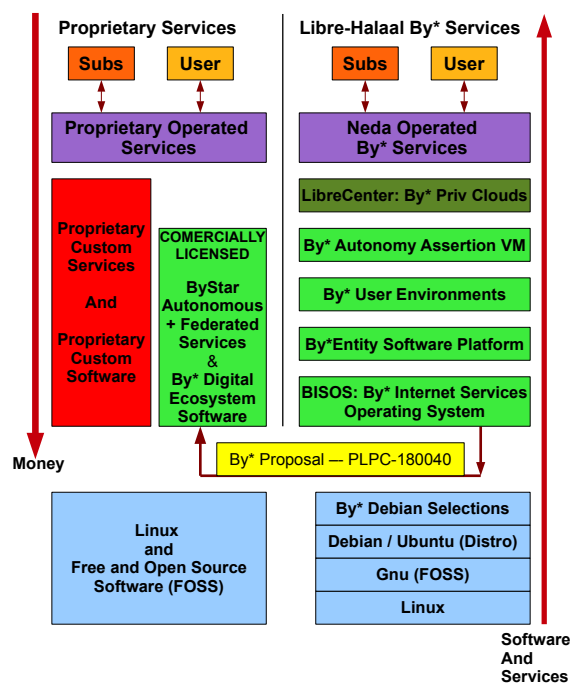 Proprietary Services
Subs
User
Proprietary Operated
Services
Proprietary
Custom
Services
And
Proprietary
Custom
Software
COMERCIALLY
LICENSED
ByStar
Autonomous
+ Federated
Services
&
By* Digital
Ecosystem
Software
Money
Linux
and
Free and Open Source
Software (FOSS)
Libre-Halaal By* Services
Subs
User
Neda Operated
By* Services
LibreCenter: By* Priv Clouds
By* Autonomy Assertion VM
By* User Environments
By*Entity Software Platform
BISOS: By* Internet Services
Operating System
By* Proposal –- PLPC-180040
By* Debian Selections
Debian / Ubuntu (Distro)
Gnu (FOSS)
Linux
Software
And
Services